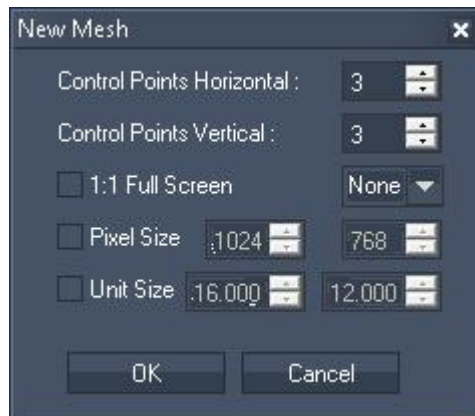 New Mesh
Control Points Horizontal : 3
Control Points Vertical : 3
1:1 Full Screen None
Pixel Size 1024 768
Unit Size 16.000 12.000
OK Cancel